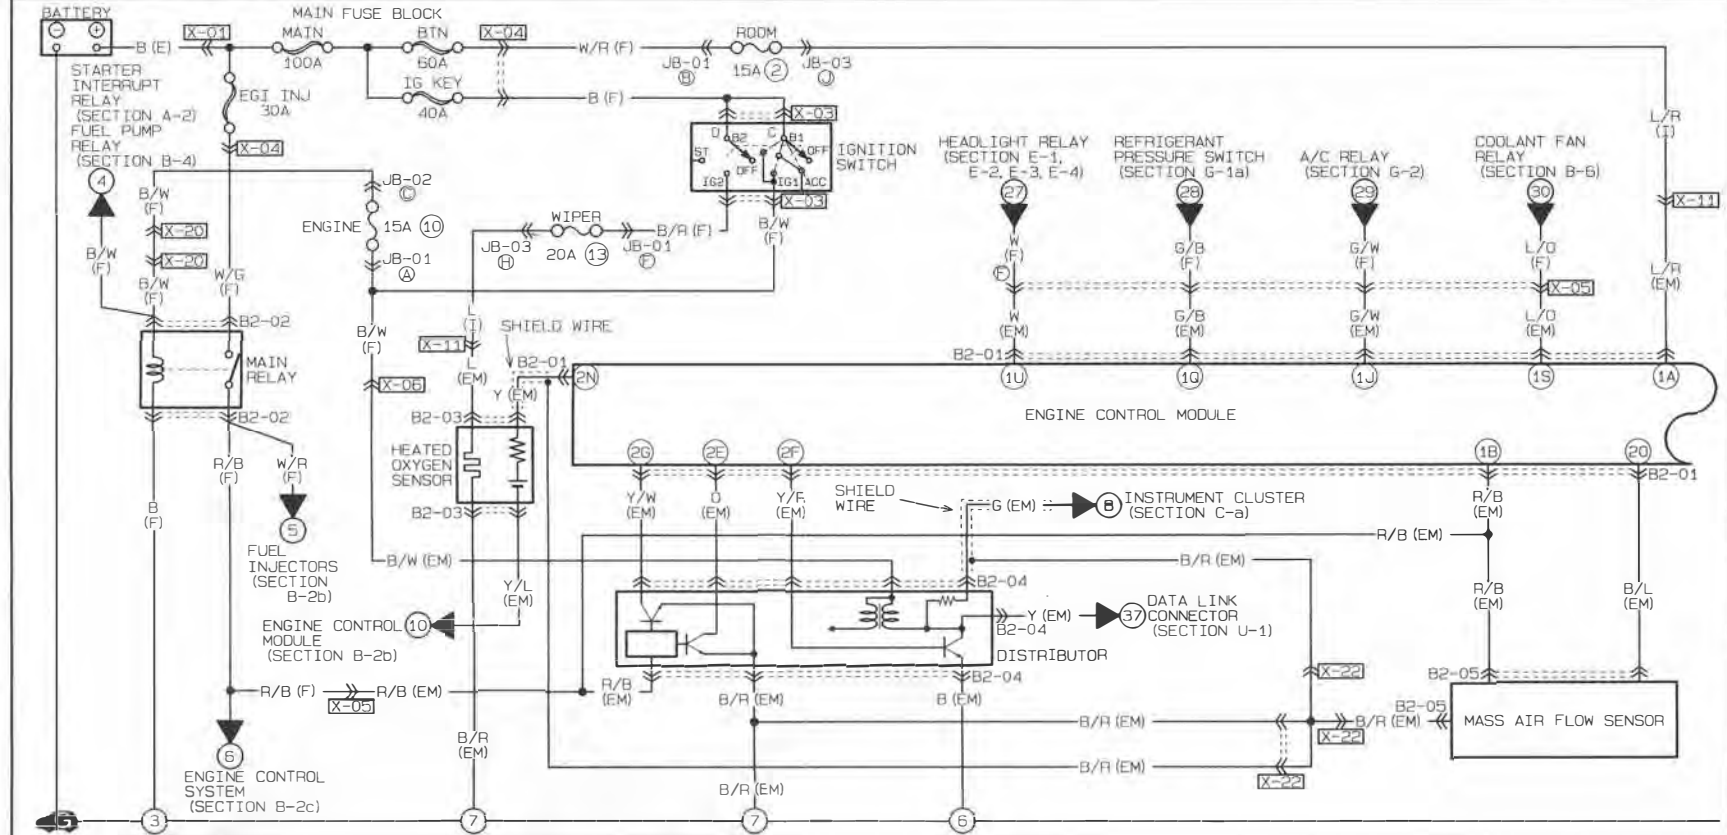 BATTERY
MAIN FUSE BLOCK
B (E)
X-01
MAIN
100A
BTN
60A
X-04
W/R (F)
JB-01
B
ROOM
15A 2
JB-03
J
STARTER
INTERRUPT
RELAY
(SECTION A-2)
FUEL PUMP
RELAY
(SECTION B-4)
4
EGI INJ
30A
X-04
IG KEY
40A
B (F)
X-03
D
C
B2
B1
ST
OFF
OFF
IG2
IG1
ACC
IGNITION
SWITCH
X-03
HEADLIGHT RELAY
(SECTION E-1,
E-2, E-3, E-4)
27
REFRIGERANT
PRESSURE SWITCH
(SECTION G-1a)
28
A/C RELAY
(SECTION G-2)
29
COOLANT FAN
RELAY
(SECTION B-6)
30
L/R
(I)
X-11
B/W
(F)
JB-02
C
ENGINE
15A 10
JB-01
A
WIPER
20A 13
JB-03
H
JB-01
F
B/R (F)
B/W
(F)
X-20
X-20
B/W
(F)
B/W
(F)
W/G
(F)
W
(F)
F
G/B
(F)
G/W
(F)
L/O
(F)
L/R
(EM)
X-05
B2-02
MAIN
RELAY
B2-02
B/W
(F)
L
(I)
X-11
L
(EM)
SHIELD WIRE
B2-01
Y (EM)
2N
X-06
W
(EM)
G/B
(EM)
G/W
(EM)
L/O
(EM)
B2-01
1U
1Q
1J
1S
1A
ENGINE CONTROL MODULE
B2-03
HEATED
OXYGEN
SENSOR
B2-03
2G
2E
2F
1B
2O
B2-01
R/B
(F)
W/R
(F)
5
FUEL
INJECTORS
(SECTION
B-2b)
B
(F)
Y/W
(EM)
O
(EM)
(EM)
SHIELD
WIRE
G (EM)
8
INSTRUMENT CLUSTER
(SECTION C-a)
R/B
(EM)
R/B (EM)
B/W (EM)
B/R (EM)
B2-04
Y/L
(EM)
R/B
(EM)
B/L
(EM)
ENGINE CONTROL
MODULE
(SECTION B-2b)
10
Y (EM)
B2-04
37
DATA LINK
CONNECTOR
(SECTION U-1)
DISTRIBUTOR
B2-04
R/B (F)
X-05
R/B (EM)
R/B
(EM)
B/R (EM)
B (EM)
X-22
B2-05
B/R (EM)
B/R (EM)
B2-05
X-22
MASS AIR FLOW SENSOR
B/R
(EM)
6
ENGINE CONTROL
SYSTEM
(SECTION B-2c)
B/R (EM)
X-22
B/R (EM)
G
3
7
7
6